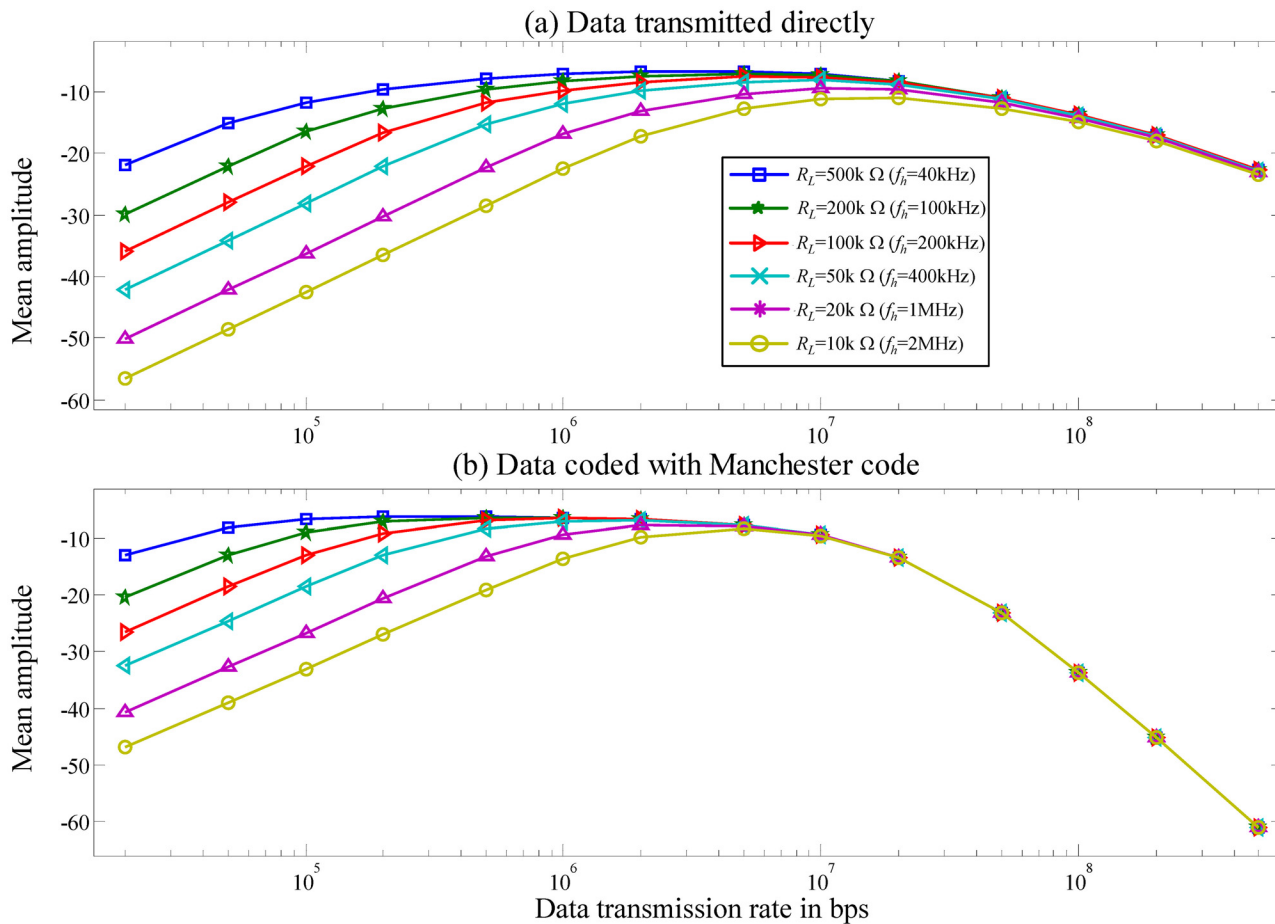 (a) Data transmitted directly
Mean amplitude
-10
-20
-30
-40
-50
-60
R_L=500k Ω (f_h=40kHz)
R_L=200k Ω (f_h=100kHz)
R_L=100k Ω (f_h=200kHz)
R_L=50k Ω (f_h=400kHz)
R_L=20k Ω (f_h=1MHz)
R_L=10k Ω (f_h=2MHz)
10^5 10^6 10^7 10^8
(b) Data coded with Manchester code
Mean amplitude
-10
-20
-30
-40
-50
-60
10^5 10^6 10^7 10^8
Data transmission rate in bps